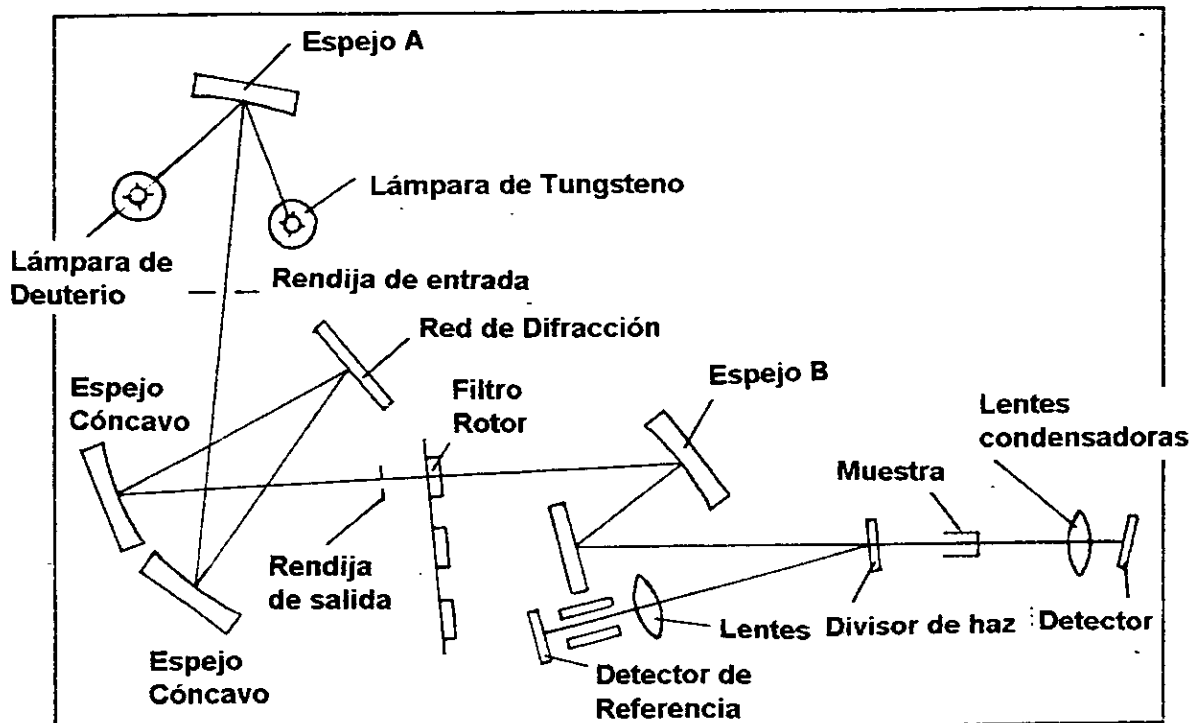 Espejo A
Lámpara de Tungsteno
Lámpara de
Deuterio
Rendija de entrada
Red de Difracción
Espejo
Cóncavo
Filtro
Rotor
Espejo B
Lentes
condensadoras
Muestra
Rendija
de salida
Lentes
Divisor de haz
Detector
Espejo
Cóncavo
Detector de
Referencia